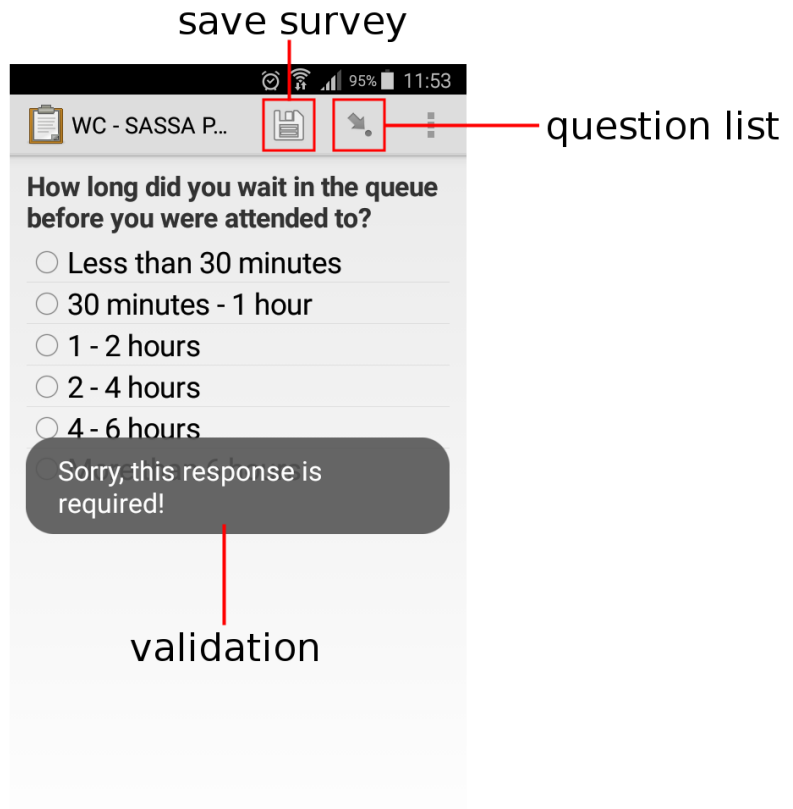 save survey
95% 11:53
WC - SASSA P...
question list
How long did you wait in the queue
before you were attended to?
Less than 30 minutes
30 minutes - 1 hour
1 - 2 hours
2 - 4 hours
4 - 6 hours
Sorry, this response is
required!
validation